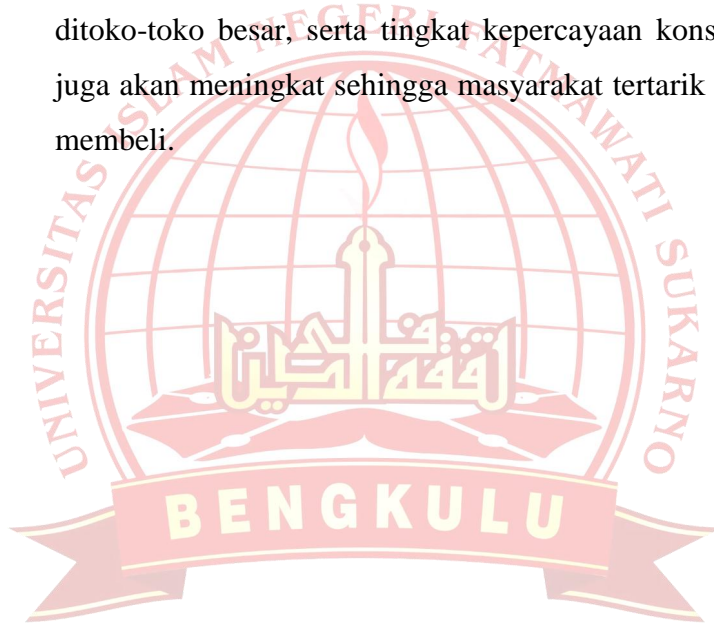 ditoko-toko besar, serta tingkat kepercayaan kons
juga akan meningkat sehingga masyarakat tertarik
membeli.
UNIVERSITAS ISLAM NEGERI FATMAWATI SUKARNO
BENGKULU